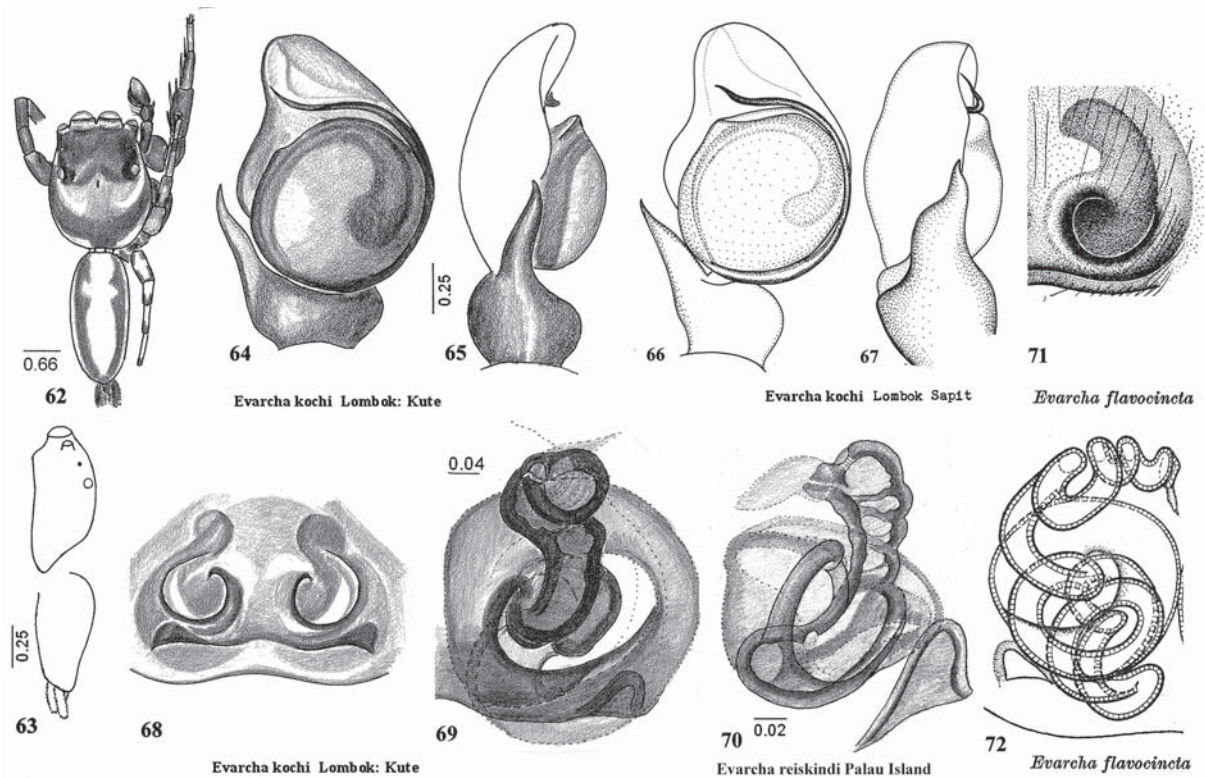 0.66
62
64
0.25
65
66
67
71
Evarcha kochi Lombok: Kute
Evarcha kochi Lombok Sapit
Evarcha flavocincta
0.25
63
68
0.04
69
70
0.02
72
Evarcha kochi Lombok: Kute
Evarcha reiskindi Palau Island
Evarcha flavocincta